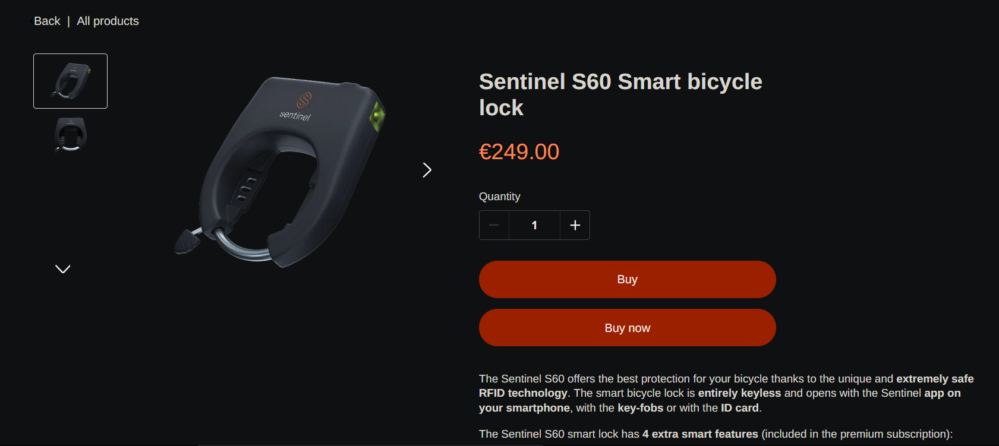 Back | All products
sentinel
Sentinel S60 Smart bicycle
lock
€249.00
Quantity
1
Buy
Buy now
The Sentinel S60 offers the best protection for your bicycle thanks to the unique and extremely safe
RFID technology. The smart bicycle lock is entirely keyless and opens with the Sentinel app on
your smartphone, with the key-fobs or with the ID card.
The Sentinel S60 smart lock has 4 extra smart features (included in the premium subscription):